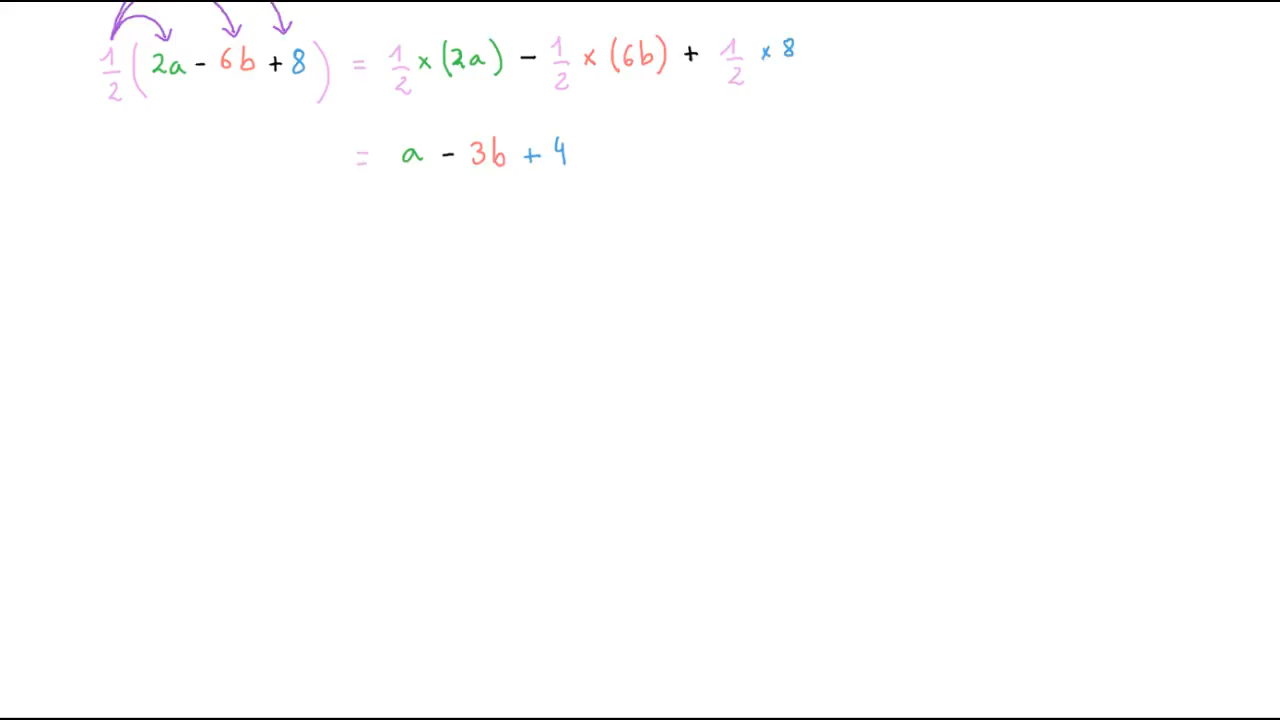 1/2 (2a - 6b + 8) = 1/2 × (2a) - 1/2 × (6b) + 1/2 × 8
= a - 3b + 4